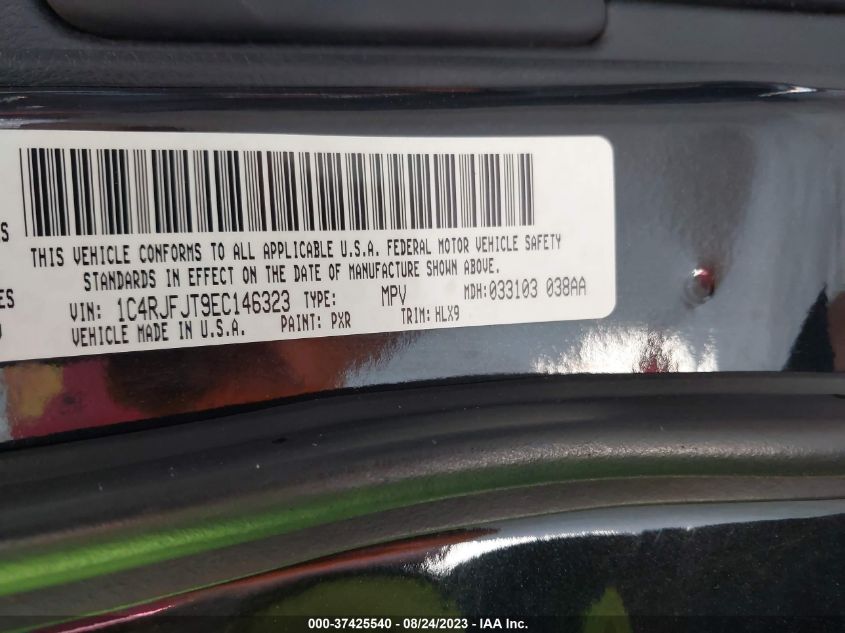 THIS VEHICLE CONFORMS TO ALL APPLICABLE U.S.A. FEDERAL MOTOR VEHICLE SAFETY
STANDARDS IN EFFECT ON THE DATE OF MANUFACTURE SHOWN ABOVE.
VIN: 1C4RJFJT9EC146323 TYPE: MPV MDH: 033103 038AA
VEHICLE MADE IN U.S.A. PAINT: PXR TRIM: HLX9
000-37425540 - 08/24/2023 - IAA Inc.